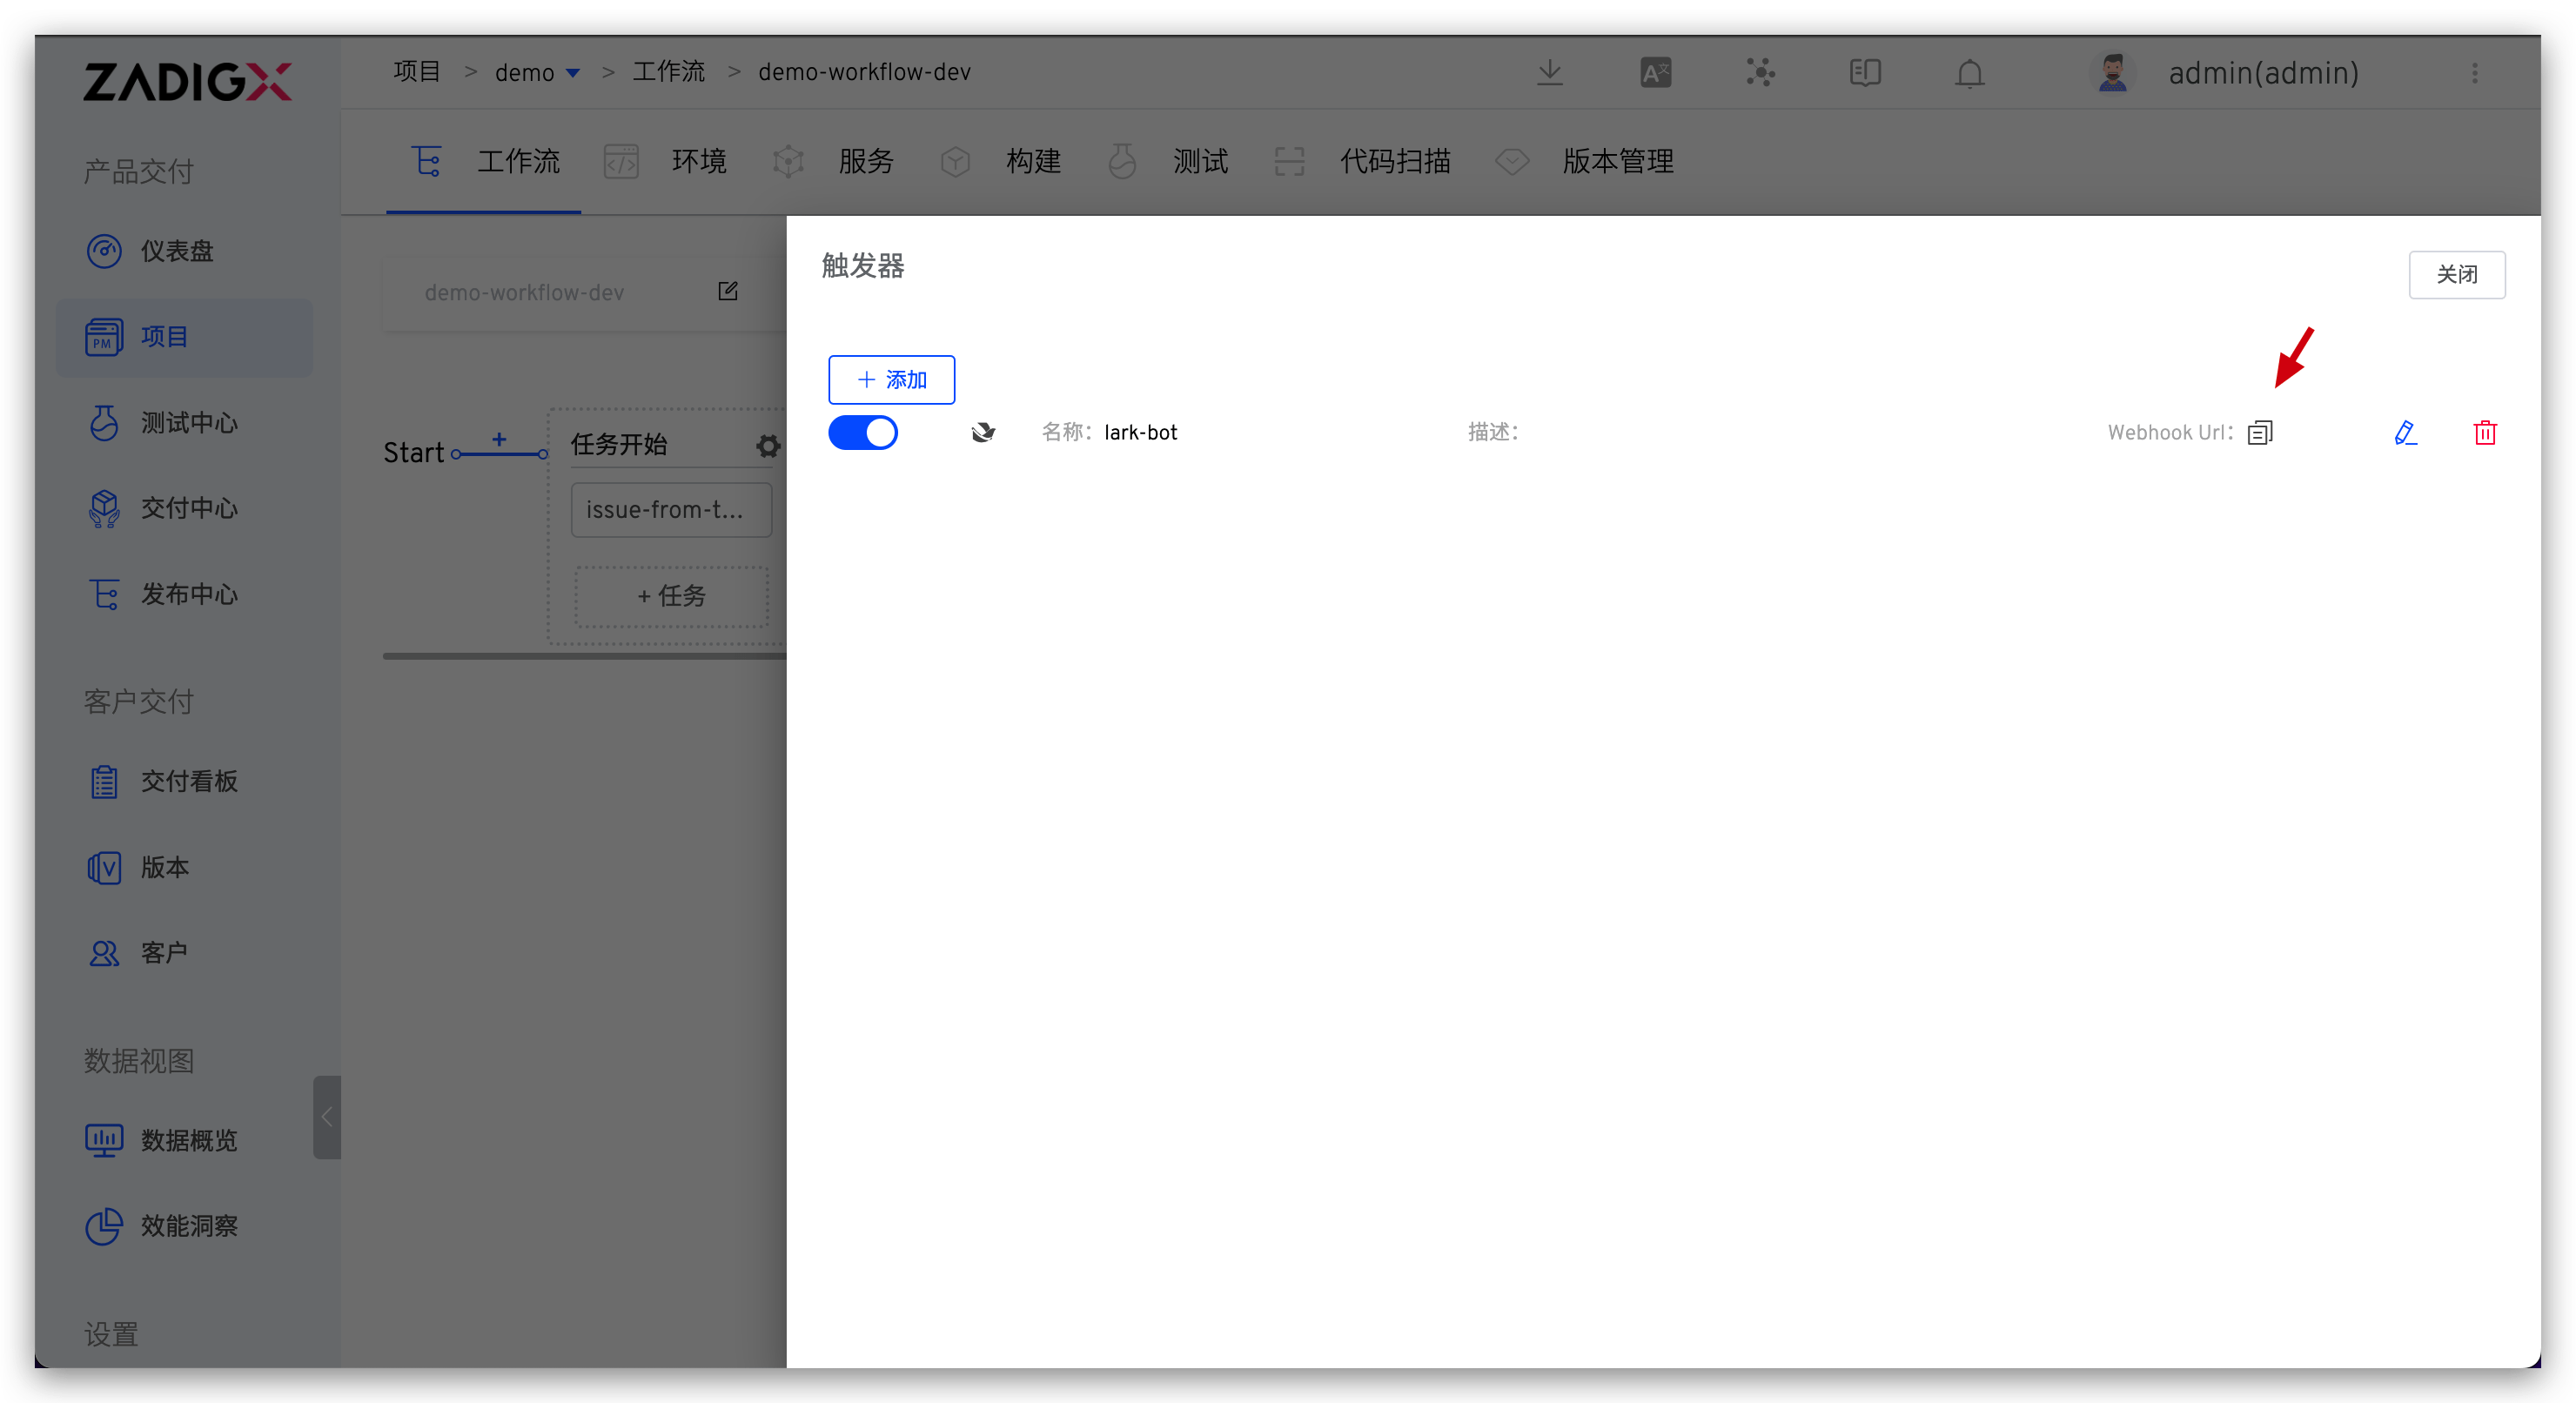 ZADIGX
项目 > demo > 工作流 > demo-workflow-dev
admin(admin)
工作流 环境 服务 构建 测试 代码扫描 版本管理
产品交付
仪表盘
PM 项目
测试中心
交付中心
发布中心
客户交付
交付看板
版本
客户
数据视图
数据概览
效能洞察
设置
demo-workflow-dev
Start
+
任务开始
issue-from-t...
+ 任务
触发器
关闭
+ 添加
名称: lark-bot 描述: Webhook Url: